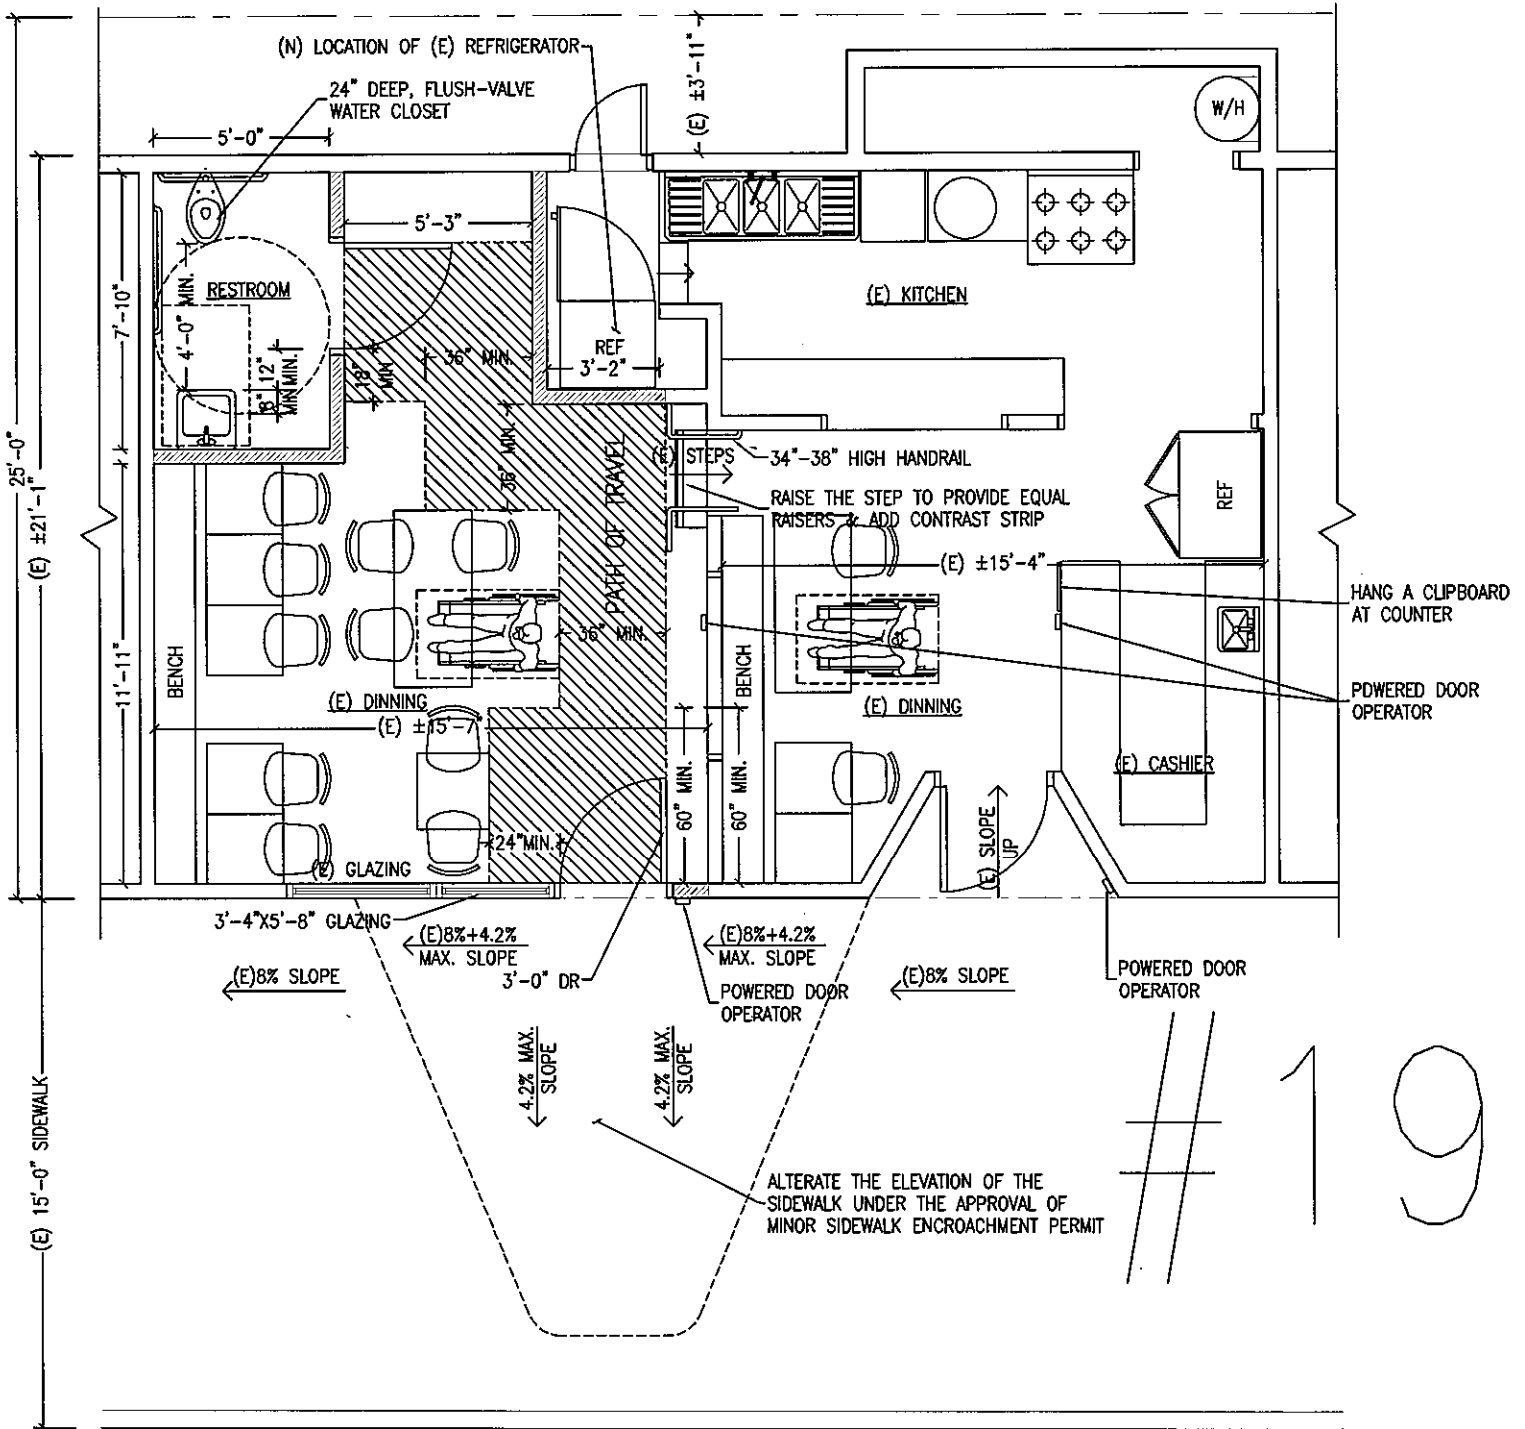 (N) LOCATION OF (E) REFRIGERATOR
24" DEEP, FLUSH-VALVE
WATER CLOSET
(E) ±3'-11"
W/H
5'-0"
5'-3"
RESTROOM
4'-0" MIN.
7'-10"
12"
MIN.
8"
MIN
18"
MIN
36" MIN.
REF
3'-2"
(E) KITCHEN
25'-0"
(E) ±21'-1"
36" MIN.
PATH OF TRAVEL
(E) STEPS
34"-38" HIGH HANDRAIL
RAISE THE STEP TO PROVIDE EQUAL
RAISERS & ADD CONTRAST STRIP
REF
(E) ±15'-4"
HANG A CLIPBOARD
AT COUNTER
36" MIN.
BENCH
BENCH
11'-11"
(E) DINNING
(E) ±15'-7"
(E) DINNING
POWERED DOOR
OPERATOR
(E) CASHIER
60" MIN.
60" MIN.
24"MIN.
(E) SLOPE
UP
(E) GLAZING
3'-4"X5'-8" GLAZING
(E)8%+4.2%
MAX. SLOPE
(E)8%+4.2%
MAX. SLOPE
(E)8% SLOPE
3'-0" DR
POWERED DOOR
OPERATOR
(E)8% SLOPE
POWERED DOOR
OPERATOR
4.2% MAX.
SLOPE
4.2% MAX.
SLOPE
#19
(E) 15'-0" SIDEWALK
ALTERATE THE ELEVATION OF THE
SIDEWALK UNDER THE APPROVAL OF
MINOR SIDEWALK ENCROACHMENT PERMIT